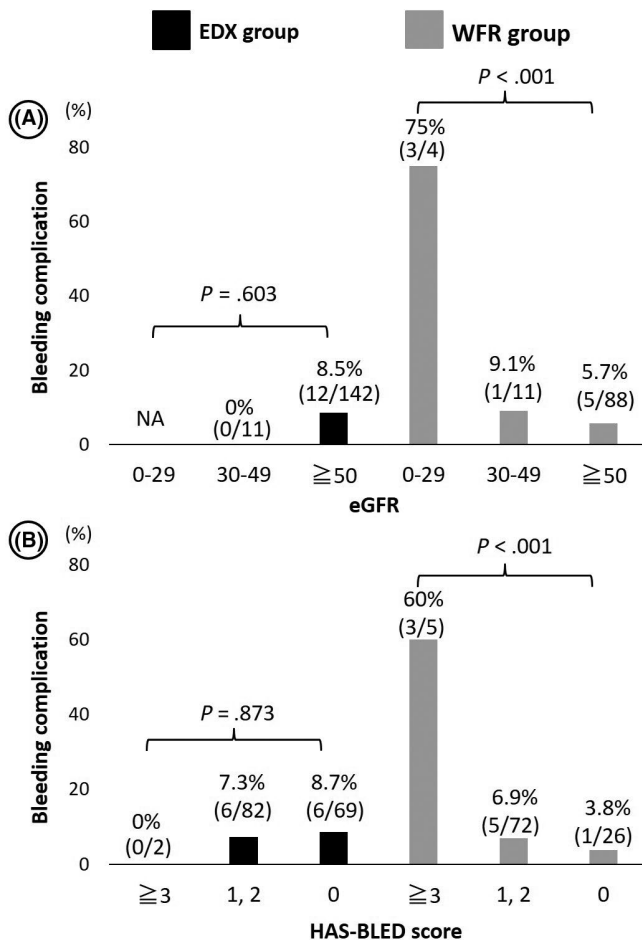 EDX group WFR group
(A)
(%)
Bleeding complication
80
60
40
20
0
P < .001
75%
(3/4)
P = .603
NA
0%
(0/11)
8.5%
(12/142)
9.1%
(1/11)
5.7%
(5/88)
0-29 30-49 ≧50 0-29 30-49 ≧50
eGFR
(B)
(%)
Bleeding complication
80
60
40
20
0
P < .001
60%
(3/5)
P = .873
0%
(0/2)
7.3%
(6/82)
8.7%
(6/69)
6.9%
(5/72)
3.8%
(1/26)
≧3 1, 2 0 ≧3 1, 2 0
HAS-BLED score